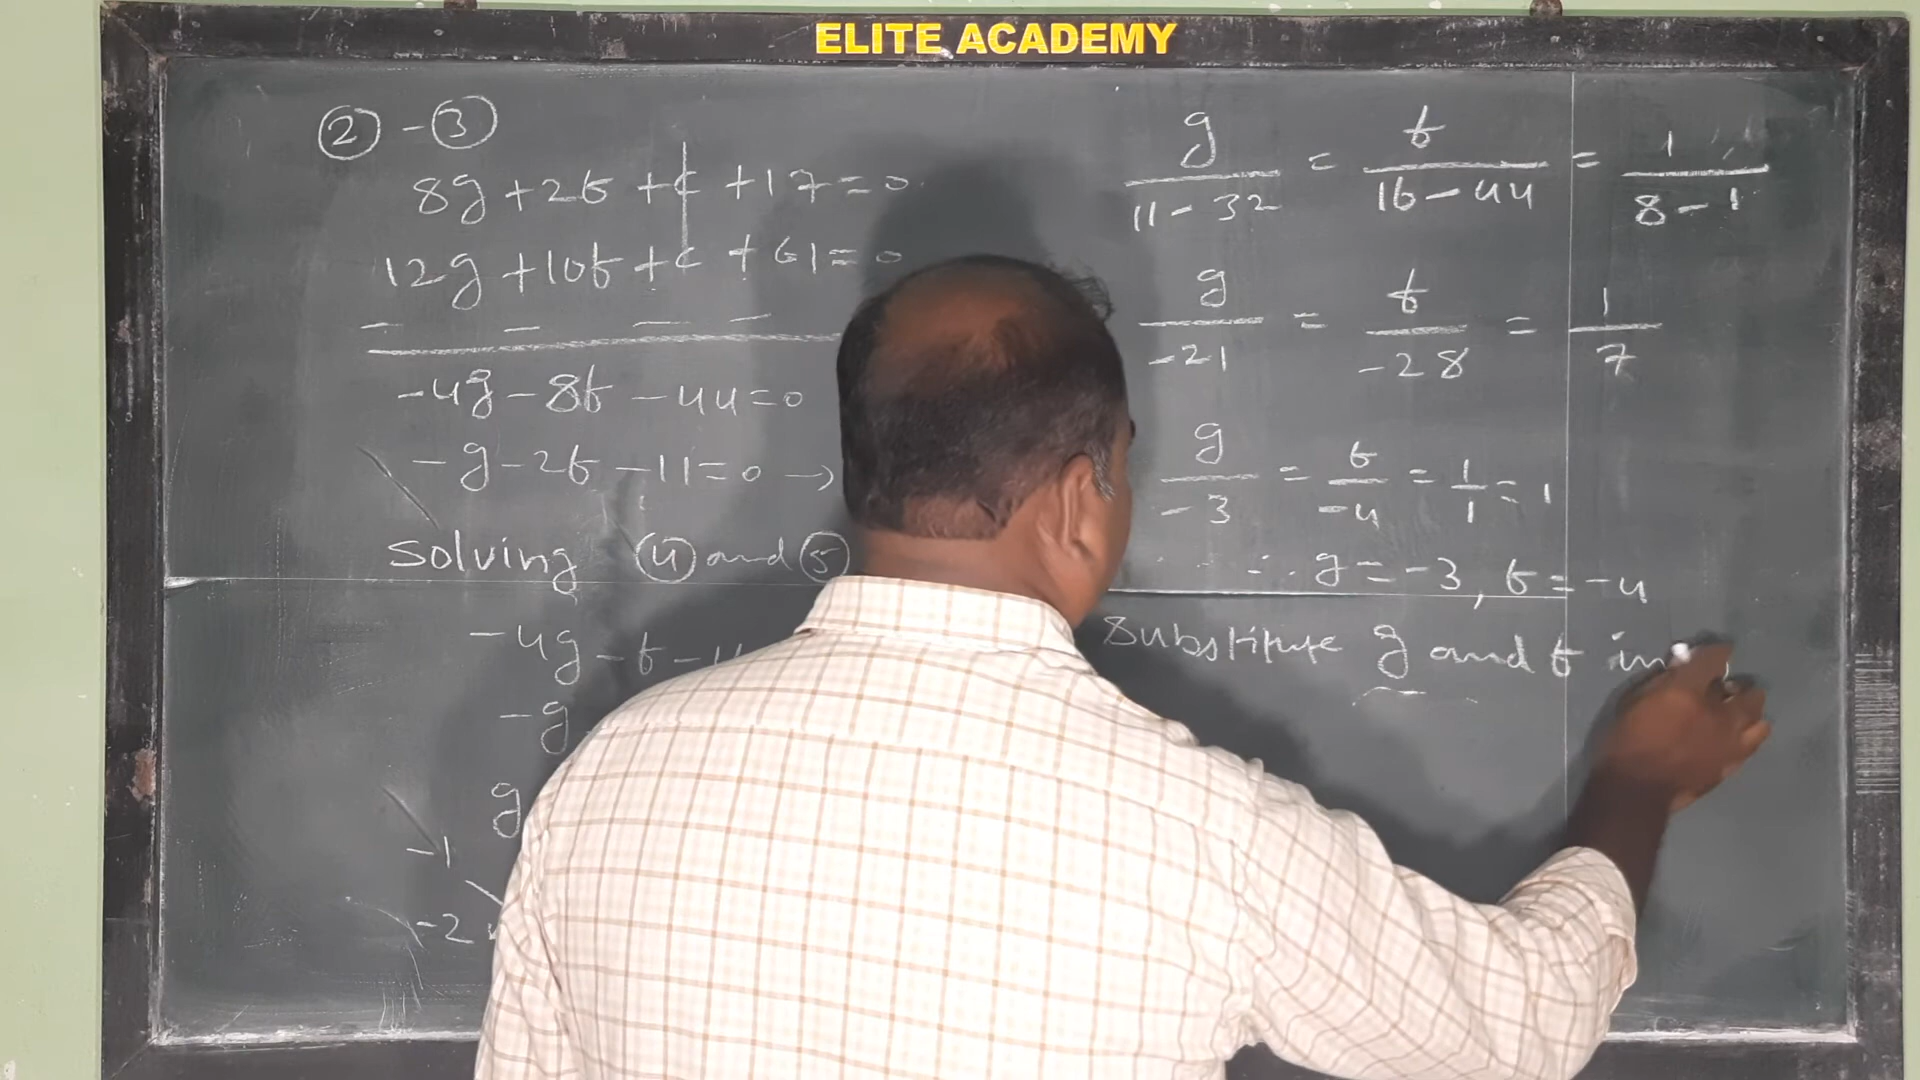 ELITE ACADEMY
② - ③
8g + 2f + c + 17 = 0
12g + 10f + c + 61 = 0
- - - -
-4g - 8f - 44 = 0
-g - 2f - 11 = 0 →
Solving ④ and ⑤
-4g - f - 
-g
g
-1
-2
g/(11 - 32) = f/(16 - 44) = 1/(8 - 1)
g/-21 = f/-28 = 1/7
g/-3 = f/-4 = 1/1 = 1
∴ g = -3, f = -4
Substitute g and f in